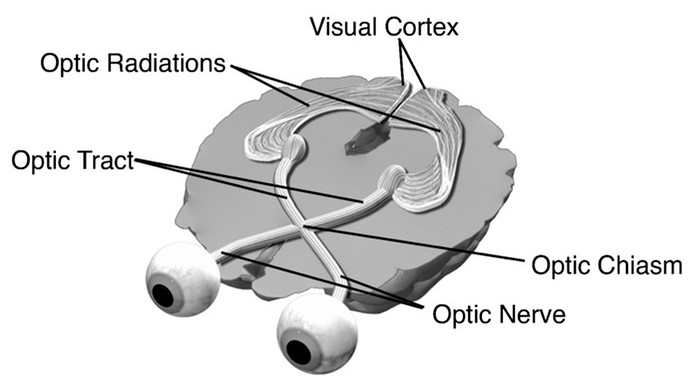 Visual Cortex
Optic Radiations
Optic Tract
Optic Chiasm
Optic Nerve